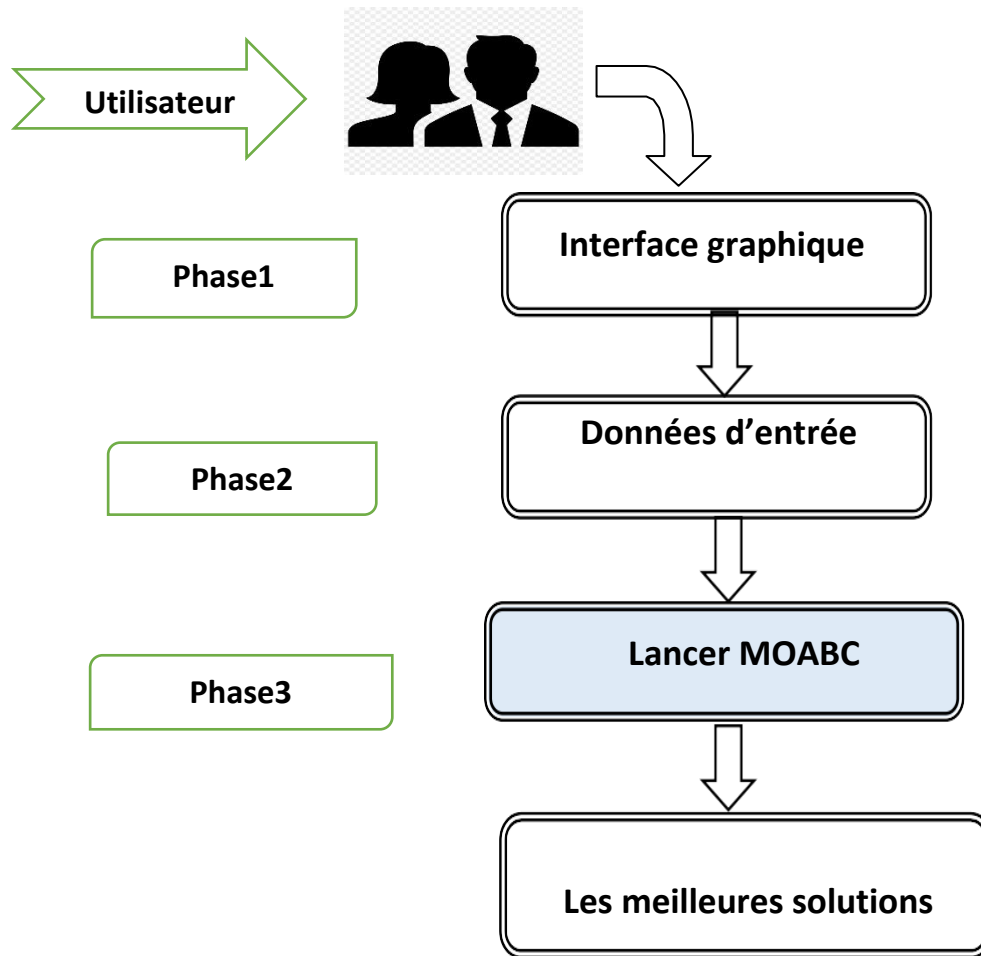 Utilisateur
Interface graphique
Phase1
Données d’entrée
Phase2
Lancer MOABC
Phase3
Les meilleures solutions